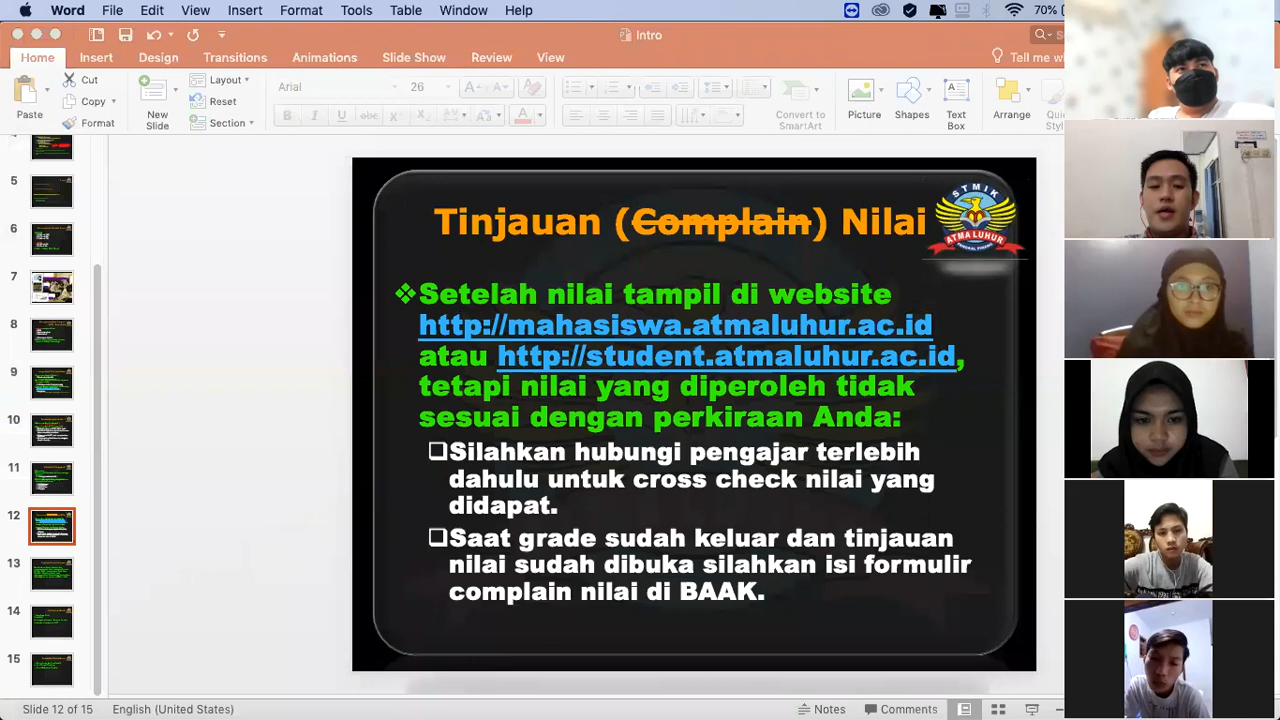 Word File Edit View Insert Format Tools Table Window Help 70%
Intro
Home Insert Design Transitions Animations Slide Show Review View Tell me
Paste Cut Copy Format
New Slide
Layout Reset Section
Arial 26
Convert to SmartArt
Picture Shapes Text Box Arrange
Tinjauan (Complain) Nilai
STMIK
ATMA LUHUR
❖Setelah nilai tampil di website
http://mahasiswa.atmaluhur.ac.id
atau http://student.atmaluhur.ac.id,
tetapi nilai yang diperoleh tidak
sesuai dengan perkiraan Anda:
❑Silahkan hubungi pengajar terlebih
dahulu untuk cross check nilai yang
didapat.
❑Saat grade sudah keluar dan tinjauan
nilai sudah dibuka silahkan isi formulir
complain nilai di BAAK.
5
6
7
8
9
10
11
12
13
14
15
Slide 12 of 15 English (United States) Notes Comments